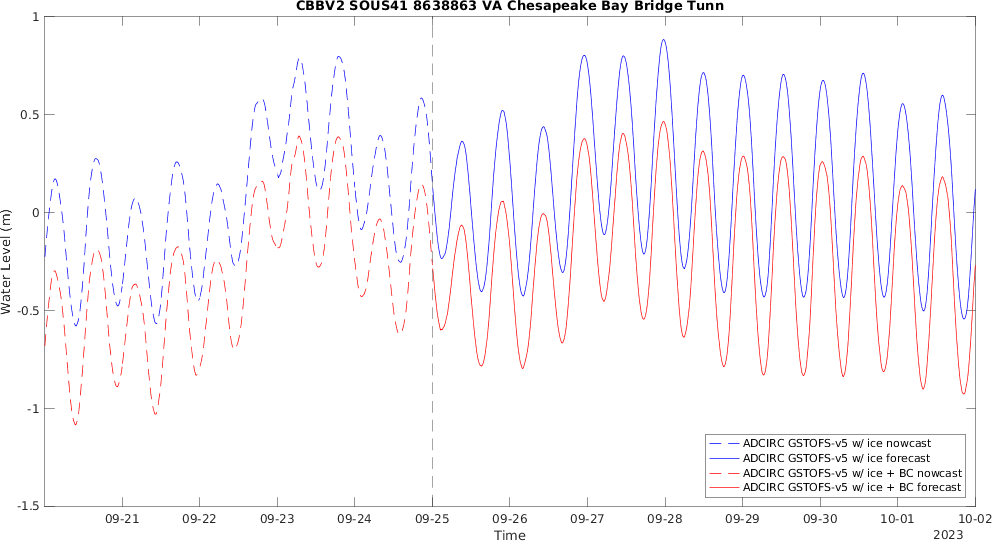 CBBV2 SOUS41 8638863 VA Chesapeake Bay Bridge Tunn
1
0.5
0
-0.5
-1
-1.5
Water Level (m)
ADCIRC GSTOFS-v5 w/ ice nowcast
ADCIRC GSTOFS-v5 w/ ice forecast
ADCIRC GSTOFS-v5 w/ ice + BC nowcast
ADCIRC GSTOFS-v5 w/ ice + BC forecast
09-21 09-22 09-23 09-24 09-25 09-26 09-27 09-28 09-29 09-30 10-01 10-02
Time
2023